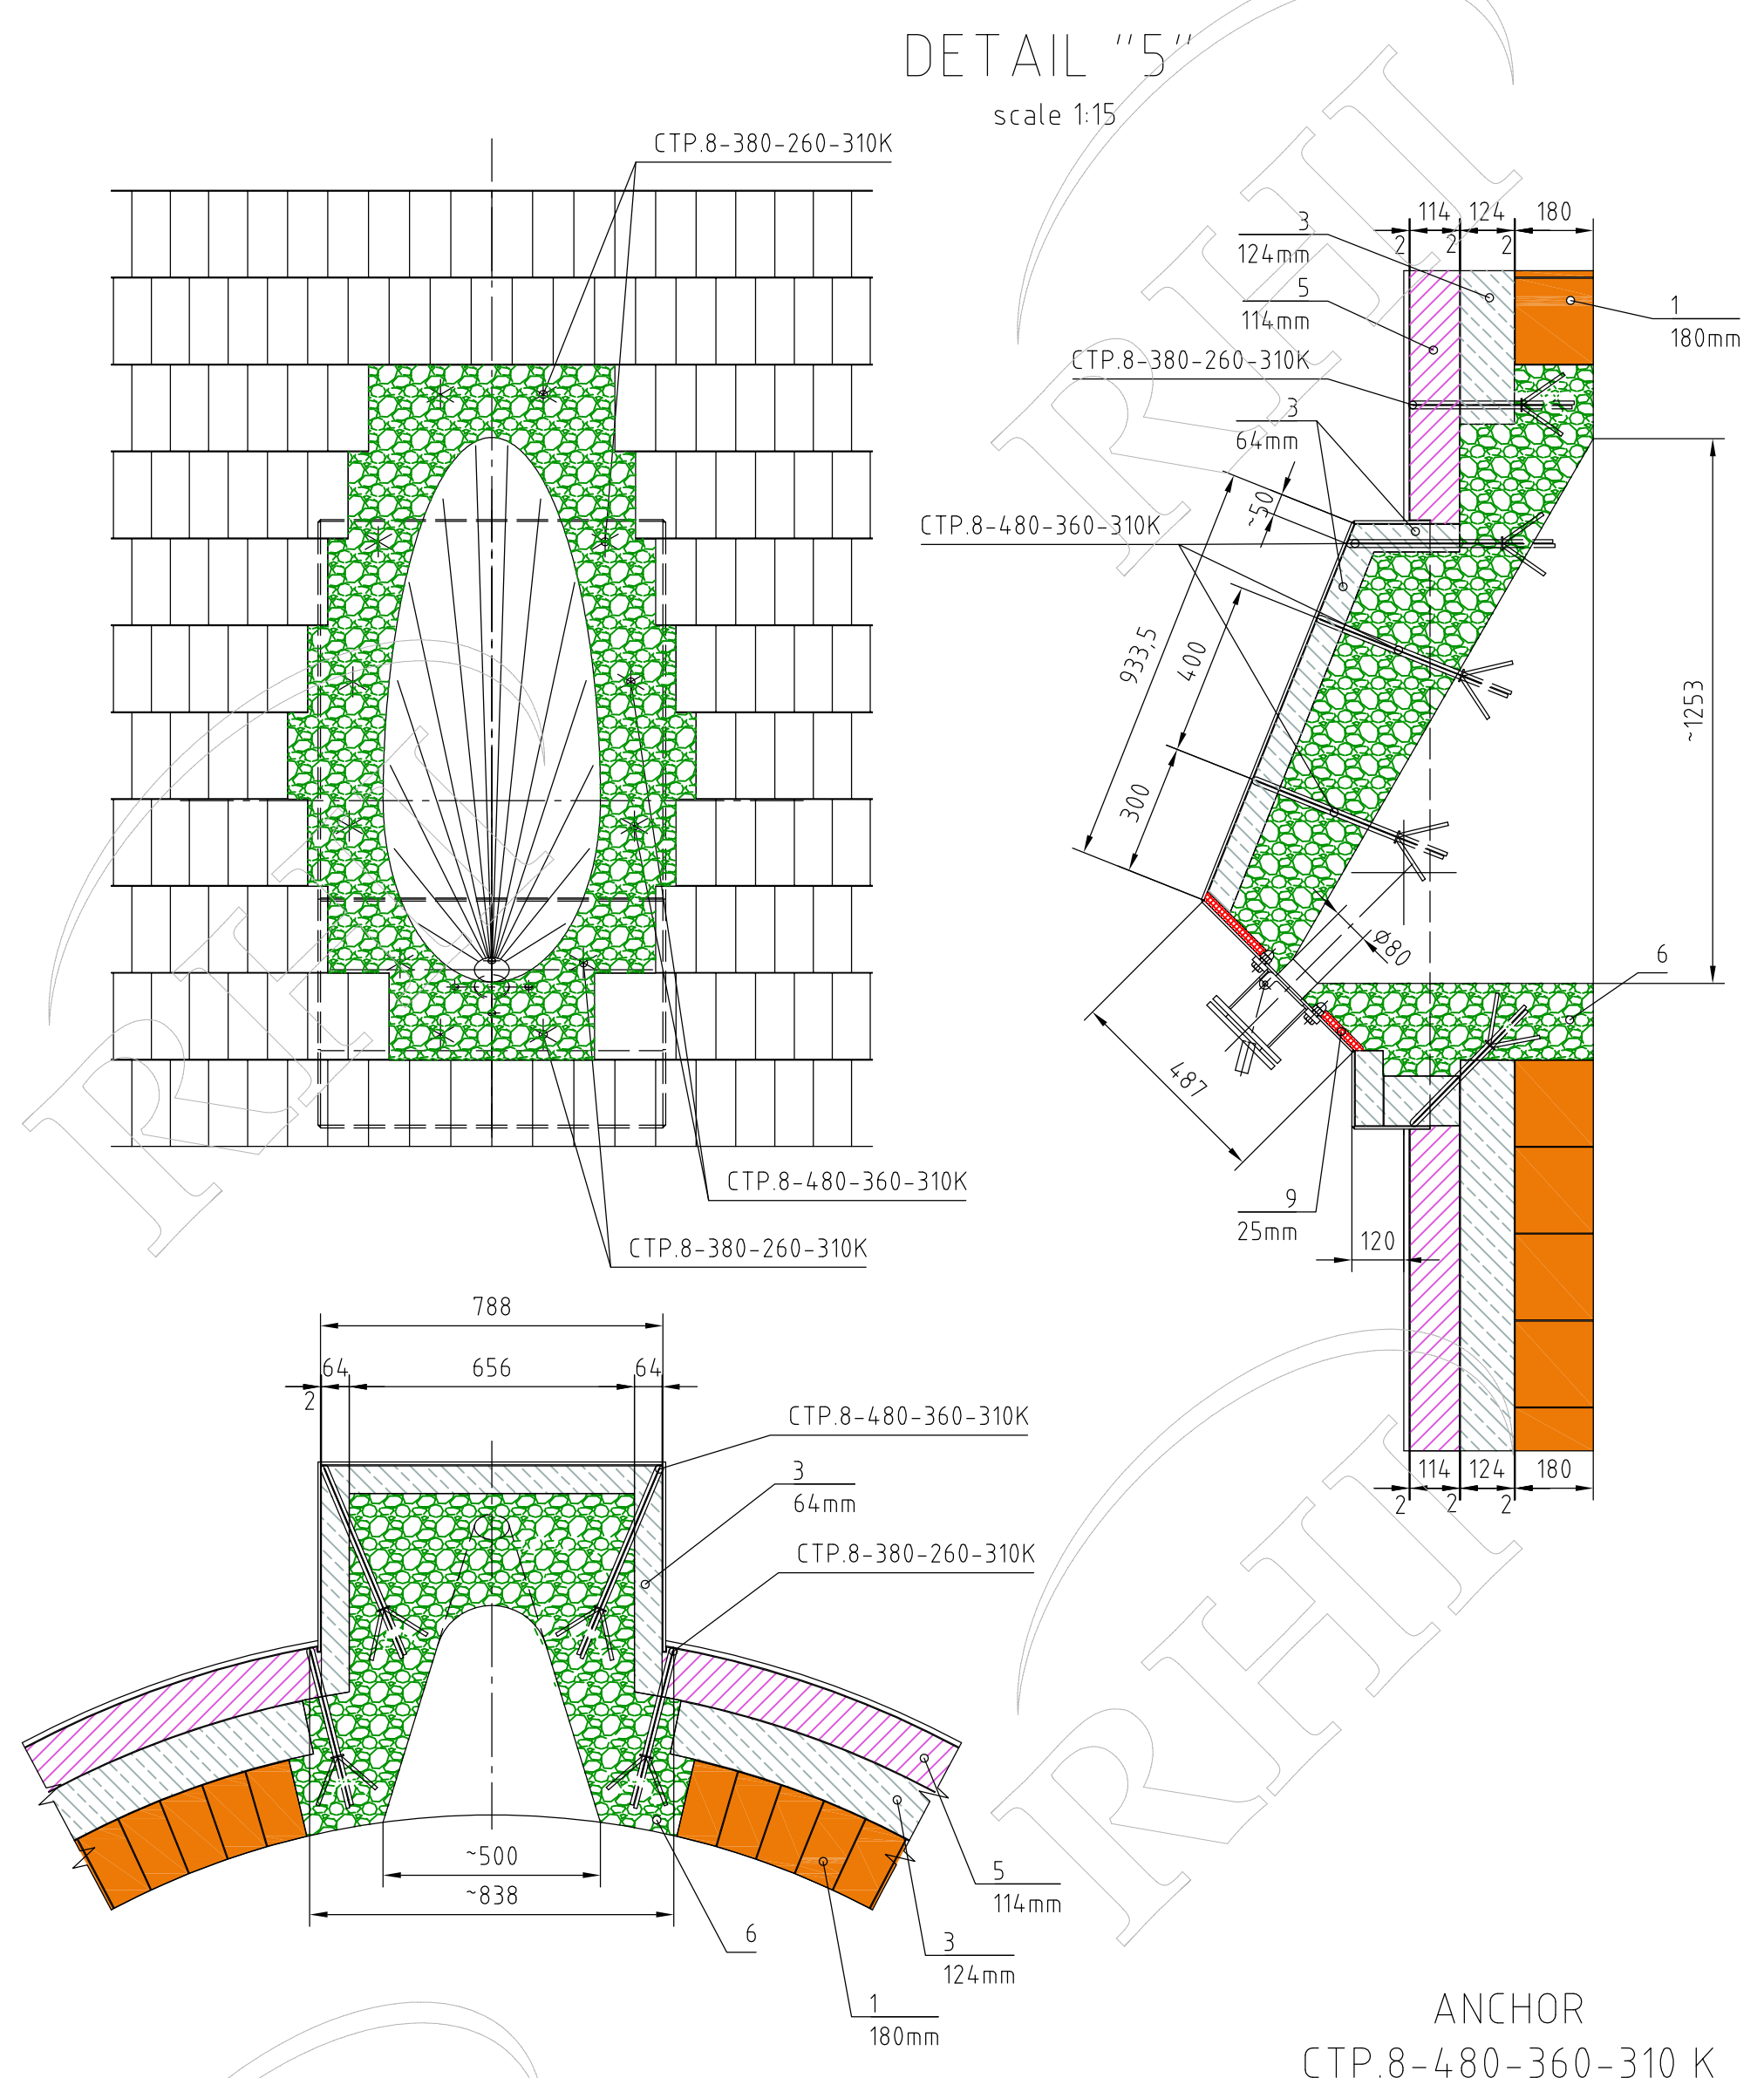 DETAIL "5"
scale 1:15
CTP.8-380-260-310K
CTP.8-480-360-310K
CTP.8-380-260-310K
114 124 180
2 2 2
3
124mm
5
114mm
CTP.8-380-260-310K
3
64mm
CTP.8-480-360-310K
1
180mm
~50
933,5
400
300
~1253
Ø80
6
487
9
25mm
120
114 124 180
2 2 2
788
64 656 64
2
CTP.8-480-360-310K
3
64mm
CTP.8-380-260-310K
~500
~838
6
5
114mm
3
124mm
1
180mm
ANCHOR
CTP.8-480-360-310 K
RHI
RHI
RHI